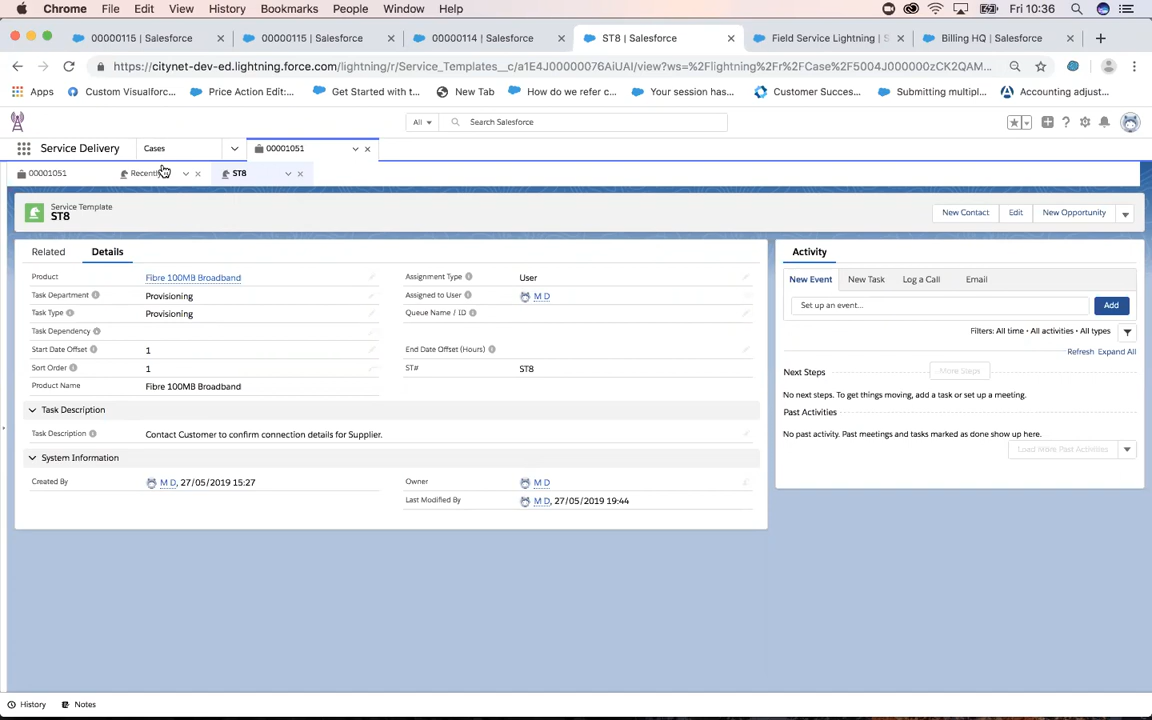 Chrome File Edit View History Bookmarks People Window Help Fri 10:36
00000115 | Salesforce 00000115 | Salesforce 00000114 | Salesforce ST8 | Salesforce Field Service Lightning | S Billing HQ | Salesforce
https://citynet-dev-ed.lightning.force.com/lightning/r/Service_Templates__c/a1E4J00000076AiUAI/view?ws=%2Flightning%2Fr%2FCase%2F5004J000000zCK2QAM...
Apps Custom Visualforc... Price Action Edit:... Get Started with t... New Tab How do we refer c... Your session has... Customer Succes... Submitting multipl... Accounting adjust...
All Search Salesforce
Service Delivery Cases 00001051
00001051 ST8
Service Template
ST8
New Contact Edit New Opportunity
Related Details
Product Fibre 100MB Broadband Assignment Type User
Task Department Provisioning Assigned to User M D
Task Type Provisioning Queue Name / ID
Task Dependency
Start Date Offset 1 End Date Offset (Hours)
Sort Order 1 ST# ST8
Product Name Fibre 100MB Broadband
Task Description
Task Description Contact Customer to confirm connection details for Supplier.
System Information
Created By M D, 27/05/2019 15:27 Owner M D
Last Modified By M D, 27/05/2019 19:44
Activity
New Event New Task Log a Call Email
Set up an event... Add
Filters: All time • All activities • All types
Refresh Expand All
Next Steps More Steps
No next steps. To get things moving, add a task or set up a meeting.
Past Activities
No past activity. Past meetings and tasks marked as done show up here.
Load More Past Activities
History Notes